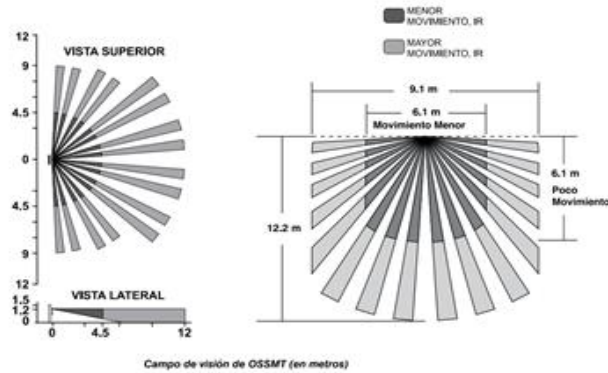 MENOR
MOVIMIENTO, IR
MAYOR
MOVIMIENTO, IR
VISTA SUPERIOR
12
9
4.5
0
4.5
9
12
VISTA LATERAL
1.5
1.2
0
0 4.5 12
9.1 m
6.1 m
Movimiento Menor
6.1 m
Poco
Movimiento
12.2 m
Campo de visión de OSSMT (en metros)